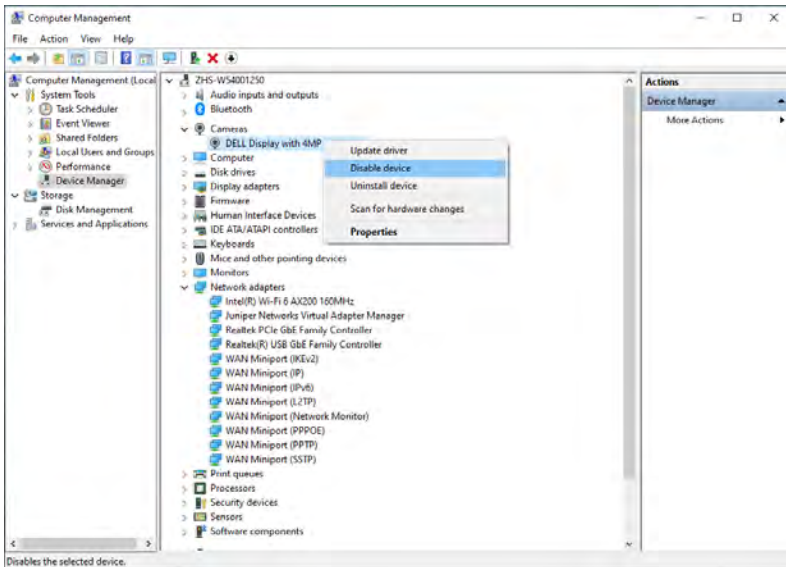 Computer Management
File Action View Help
Computer Management (Local
System Tools
Task Scheduler
Event Viewer
Shared Folders
Local Users and Groups
Performance
Device Manager
Storage
Disk Management
Services and Applications
ZHS-WS4001250
Audio inputs and outputs
Bluetooth
Cameras
DELL Display with 4MP
Computer
Disk drives
Display adapters
Firmware
Human Interface Devices
IDE ATA/ATAPI controllers
Keyboards
Mice and other pointing devices
Monitors
Network adapters
Intel(R) Wi-Fi 6 AX200 160MHz
Juniper Networks Virtual Adapter Manager
Realtek PCIe GbE Family Controller
Realtek(R) USB GbE Family Controller
WAN Miniport (IKEv2)
WAN Miniport (IP)
WAN Miniport (IPv6)
WAN Miniport (L2TP)
WAN Miniport (Network Monitor)
WAN Miniport (PPPOE)
WAN Miniport (PPTP)
WAN Miniport (SSTP)
Print queues
Processors
Security devices
Sensors
Software components
Update driver
Disable device
Uninstall device
Scan for hardware changes
Properties
Actions
Device Manager
More Actions
Disables the selected device.